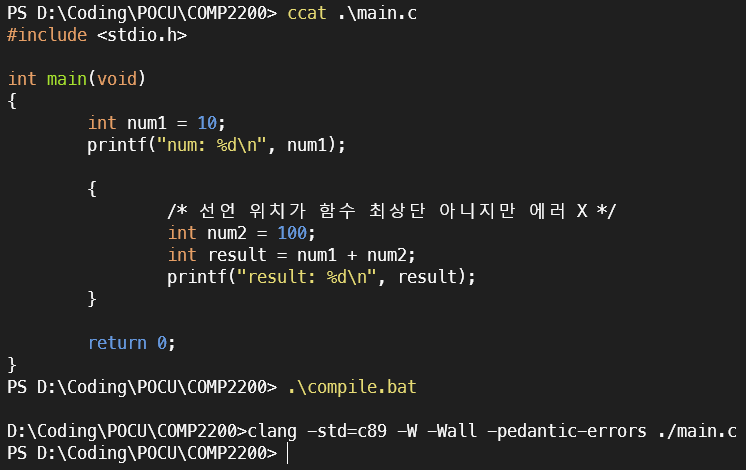 PS D:\Coding\POCU\COMP2200> ccat .\main.c
#include <stdio.h>

int main(void)
{
        int num1 = 10;
        printf("num: %d\n", num1);

        {
                /* 선언 위치가 함수 최상단 아니지만 에러 X */
                int num2 = 100;
                int result = num1 + num2;
                printf("result: %d\n", result);
        }

        return 0;
}
PS D:\Coding\POCU\COMP2200> .\compile.bat

D:\Coding\POCU\COMP2200>clang -std=c89 -W -Wall -pedantic-errors ./main.c
PS D:\Coding\POCU\COMP2200>